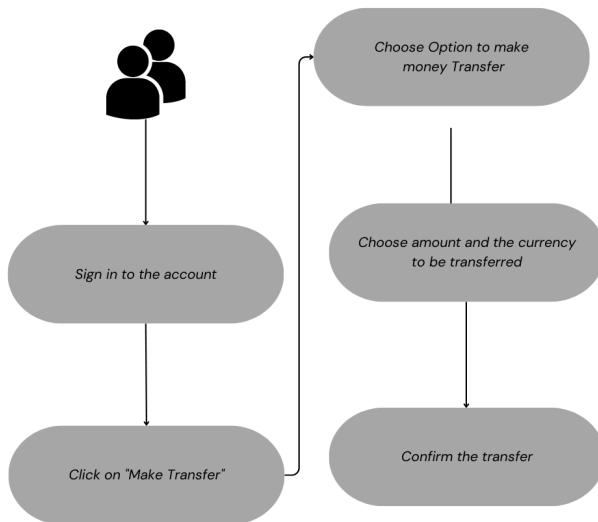 Sign in to the account
Click on "Make Transfer"
Choose Option to make
money Transfer
Choose amount and the currency
to be transferred
Confirm the transfer